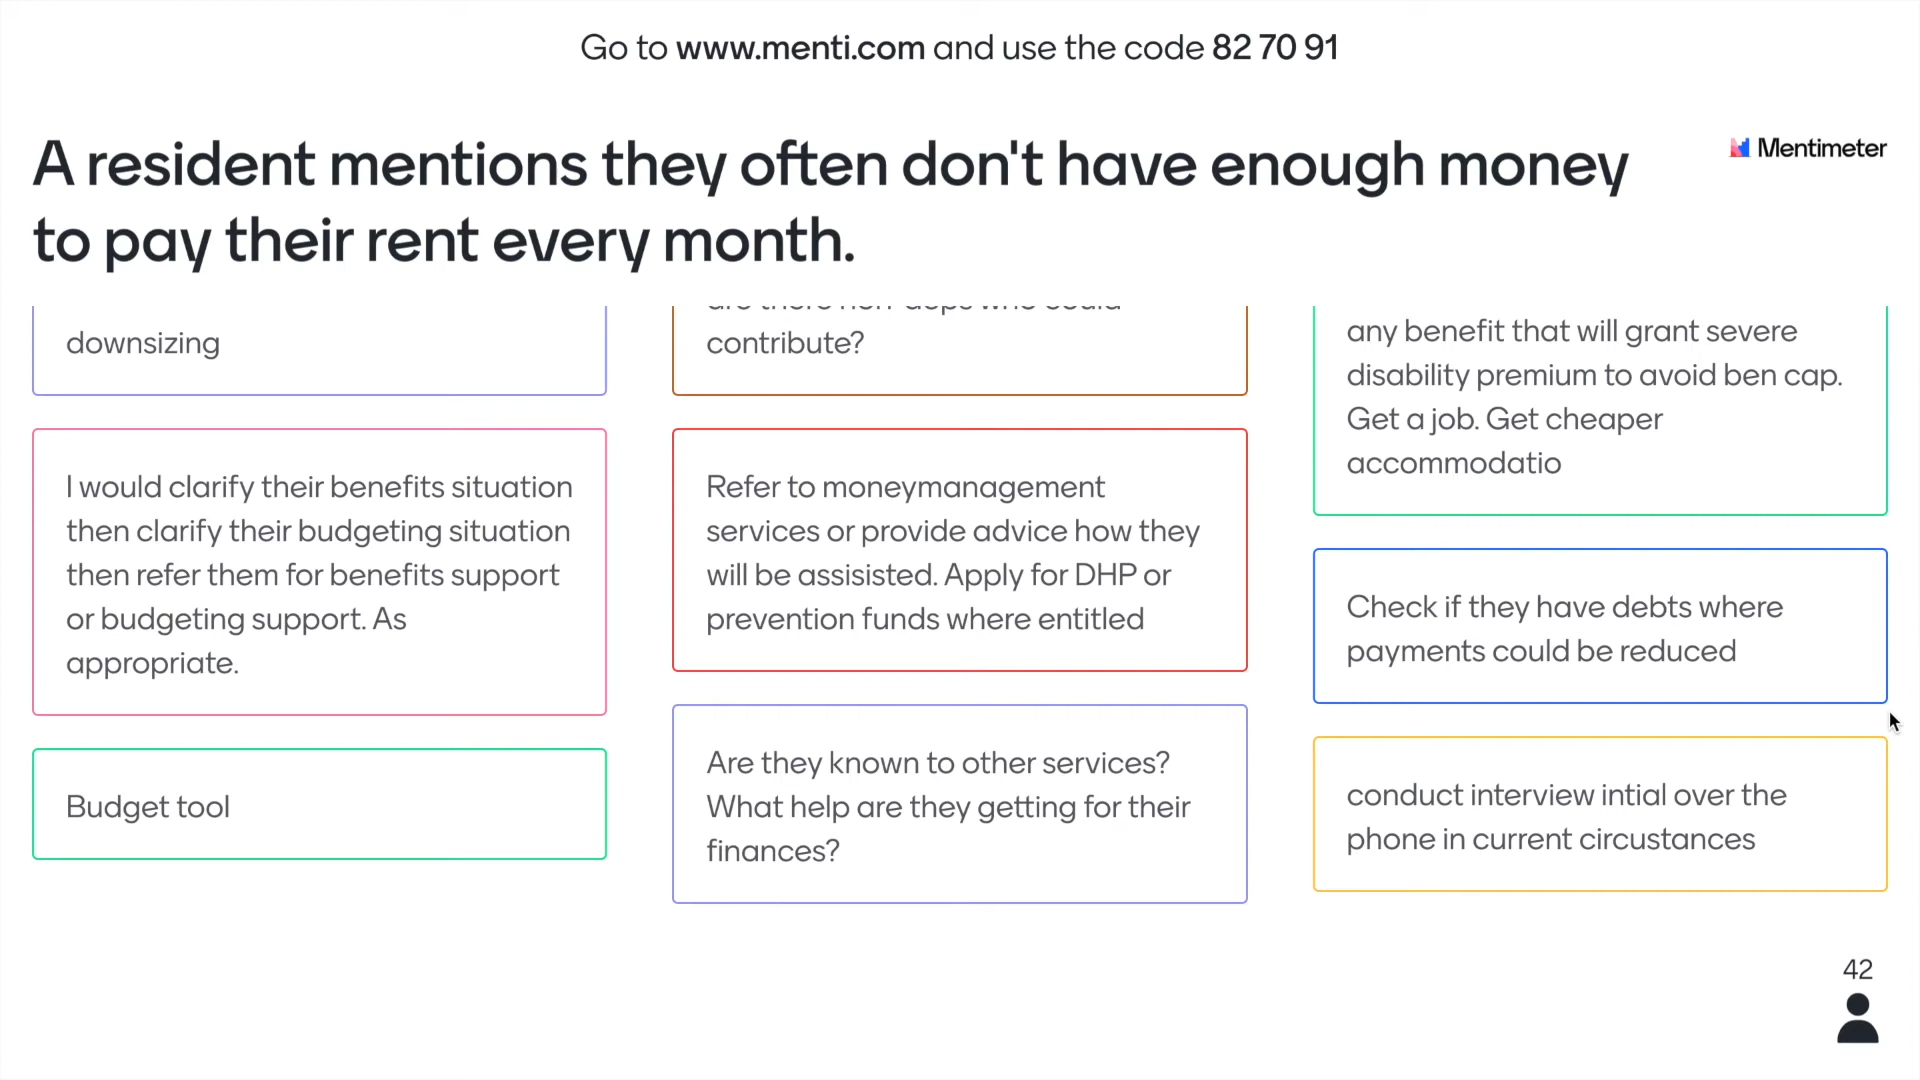 Go to www.menti.com and use the code 82 70 91
A resident mentions they often don't have enough money
to pay their rent every month.
Mentimeter
downsizing
I would clarify their benefits situation
then clarify their budgeting situation
then refer them for benefits support
or budgeting support. As
appropriate.
Budget tool
contribute?
Refer to moneymanagement
services or provide advice how they
will be assisisted. Apply for DHP or
prevention funds where entitled
Are they known to other services?
What help are they getting for their
finances?
any benefit that will grant severe
disability premium to avoid ben cap.
Get a job. Get cheaper
accommodatio
Check if they have debts where
payments could be reduced
conduct interview intial over the
phone in current circustances
42